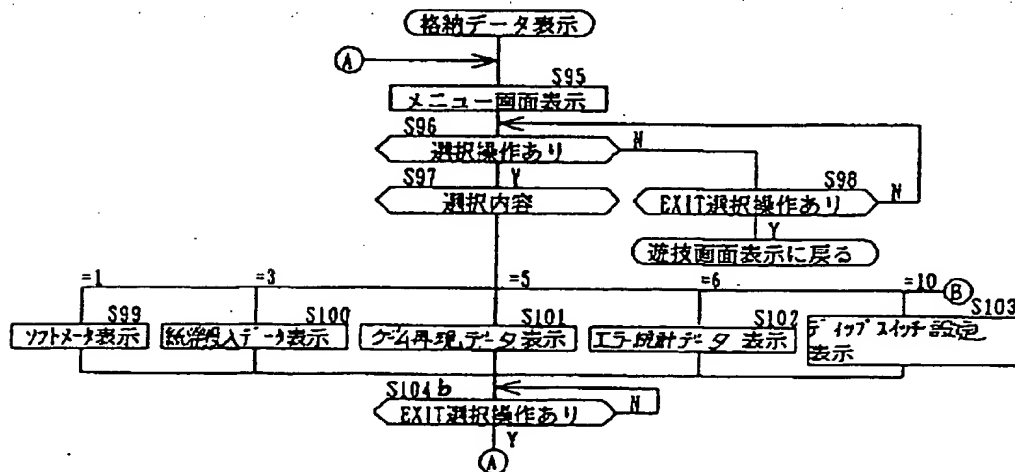 格納データ表示
A
S95
メニュー画面表示
S96
選択操作あり
N
Y
S97
選択内容
S98
EXIT選択操作あり
N
Y
遊技画面表示に戻る
=1
=3
=5
=6
=10
B
S99
ソフトメータ表示
S100
紙幣投入データ表示
S101
ゲーム再現データ表示
S102
エラー統計データ表示
S103
ディップスイッチ設定
表示
S104b
EXIT選択操作あり
N
Y
A